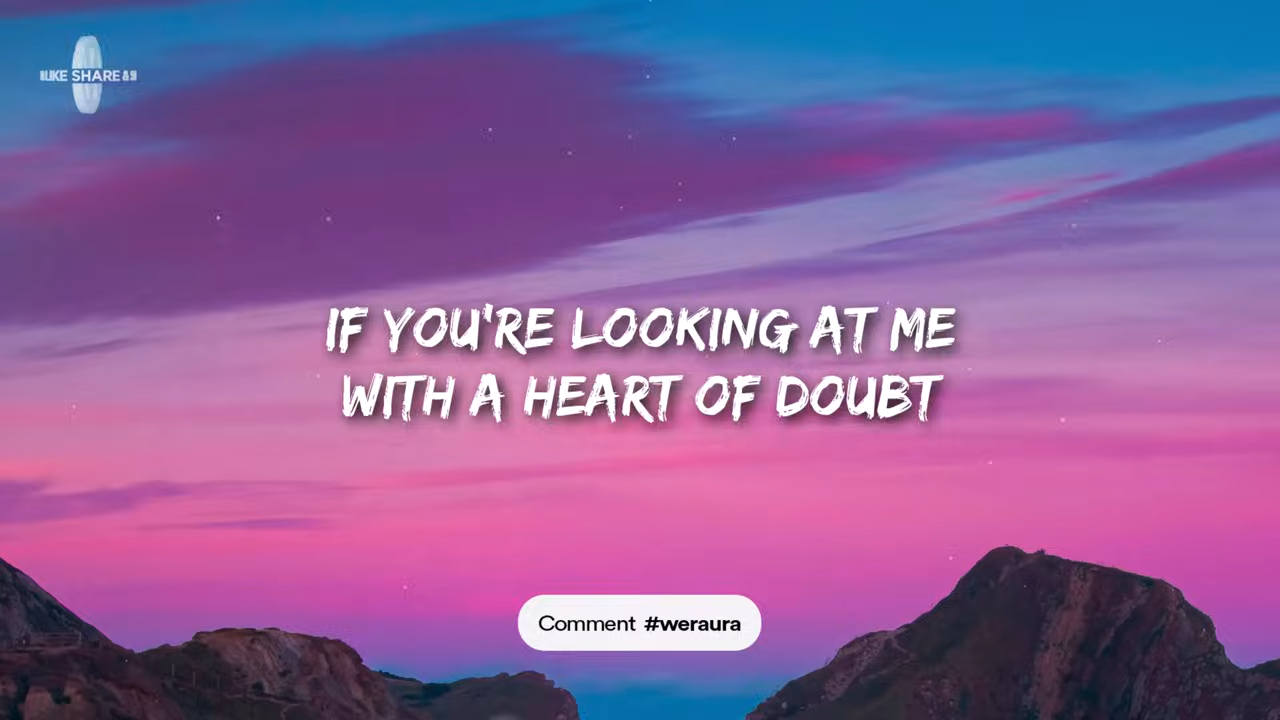 LIKE SHARE &
IF YOU'RE LOOKING AT ME
WITH A HEART OF DOUBT
Comment #weraura